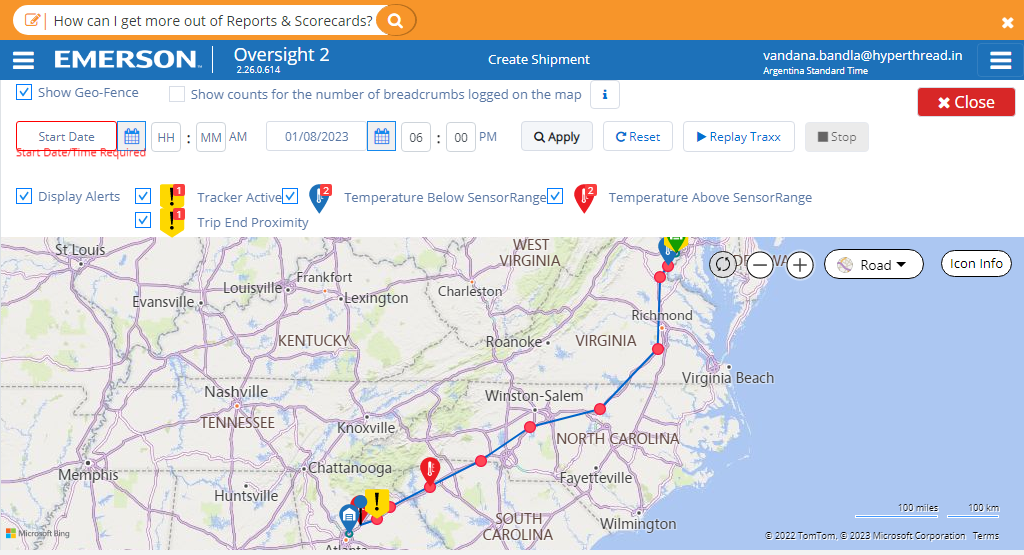 How can I get more out of Reports & Scorecards?
EMERSON Oversight 2
2.26.0.614
Create Shipment
vandana.bandla@hyperthread.in
Argentina Standard Time
Show Geo-Fence
Show counts for the number of breadcrumbs logged on the map
i
Close
Start Date
HH : MM AM
01/08/2023
06 : 00 PM
Apply
Reset
Replay Traxx
Stop
Start Date/Time Required
Display Alerts
! 1 Tracker Active
2 Temperature Below SensorRange
2 Temperature Above SensorRange
! 1 Trip End Proximity
WEST
VIRGINIA
St Louis
Road
Icon Info
Frankfort
Louisville
Lexington
Charleston
Evansville
Richmond
KENTUCKY
Roanoke
VIRGINIA
Virginia Beach
Nashville
Winston-Salem
TENNESSEE
Knoxville
NORTH CAROLINA
Memphis
Chattanooga
Fayetteville
Huntsville
!
SOUTH
CAROLINA
Wilmington
100 miles
100 km
Microsoft Bing
© 2022 TomTom, © 2023 Microsoft Corporation
Terms
Atlanta